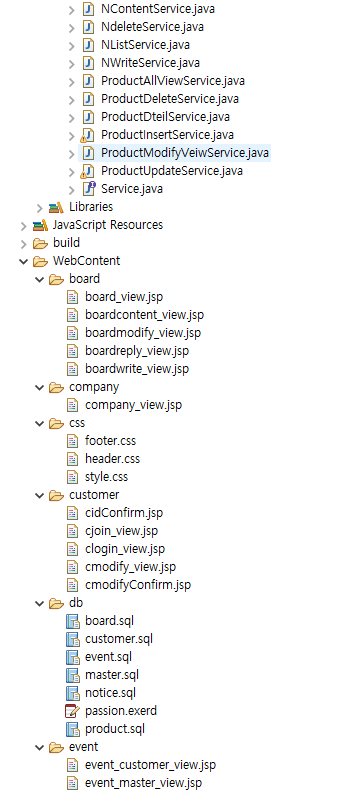 NContentService.java
NdeleteService.java
NListService.java
NWriteService.java
ProductAllViewService.java
ProductDeleteService.java
ProductDteilService.java
ProductInsertService.java
ProductModifyVeiwService.java
ProductUpdateService.java
Service.java
Libraries
JavaScript Resources
build
WebContent
board
board_view.jsp
boardcontent_view.jsp
boardmodify_view.jsp
boardreply_view.jsp
boardwrite_view.jsp
company
company_view.jsp
css
footer.css
header.css
style.css
customer
cidConfirm.jsp
cjoin_view.jsp
clogin_view.jsp
cmodify_view.jsp
cmodifyConfirm.jsp
db
board.sql
customer.sql
event.sql
master.sql
notice.sql
passion.exerd
product.sql
event
event_customer_view.jsp
event_master_view.jsp